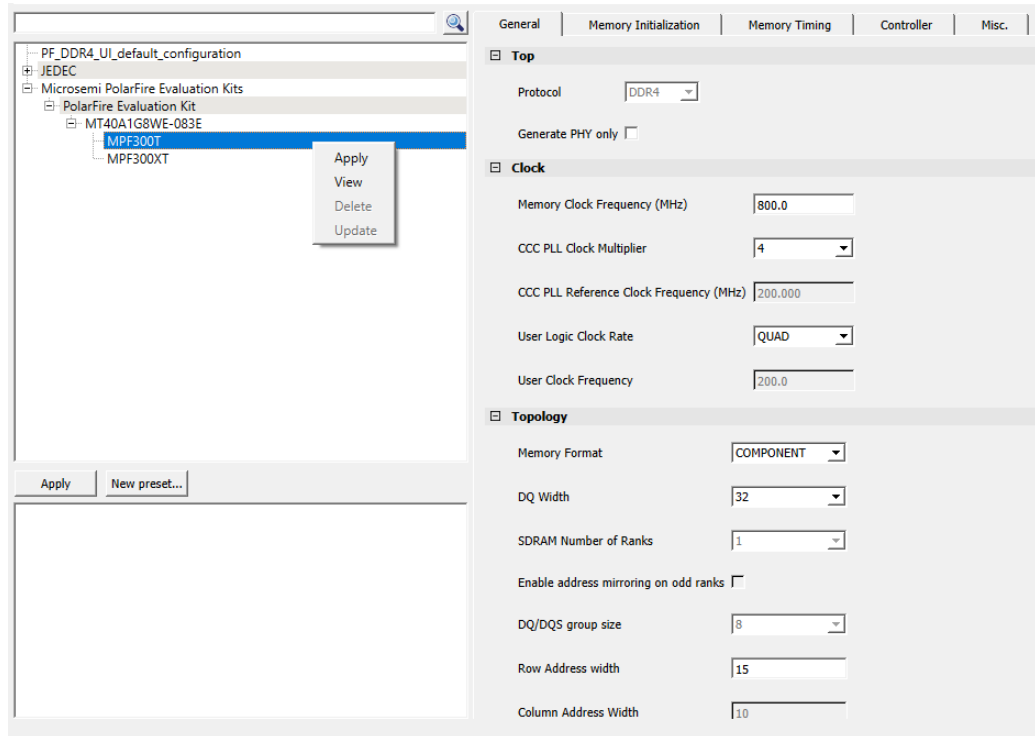 PF_DDR4_UI_default_configuration
JEDEC
Microsemi PolarFire Evaluation Kits
PolarFire Evaluation Kit
MT40A1G8WE-083E
MPF300T
MPF300XT
Apply
View
Delete
Update
Apply
New preset...
General
Memory Initialization
Memory Timing
Controller
Misc.
Top
Protocol DDR4
Generate PHY only
Clock
Memory Clock Frequency (MHz) 800.0
CCC PLL Clock Multiplier 4
CCC PLL Reference Clock Frequency (MHz) 200.000
User Logic Clock Rate QUAD
User Clock Frequency 200.0
Topology
Memory Format COMPONENT
DQ Width 32
SDRAM Number of Ranks 1
Enable address mirroring on odd ranks
DQ/DQS group size 8
Row Address width 15
Column Address Width 10